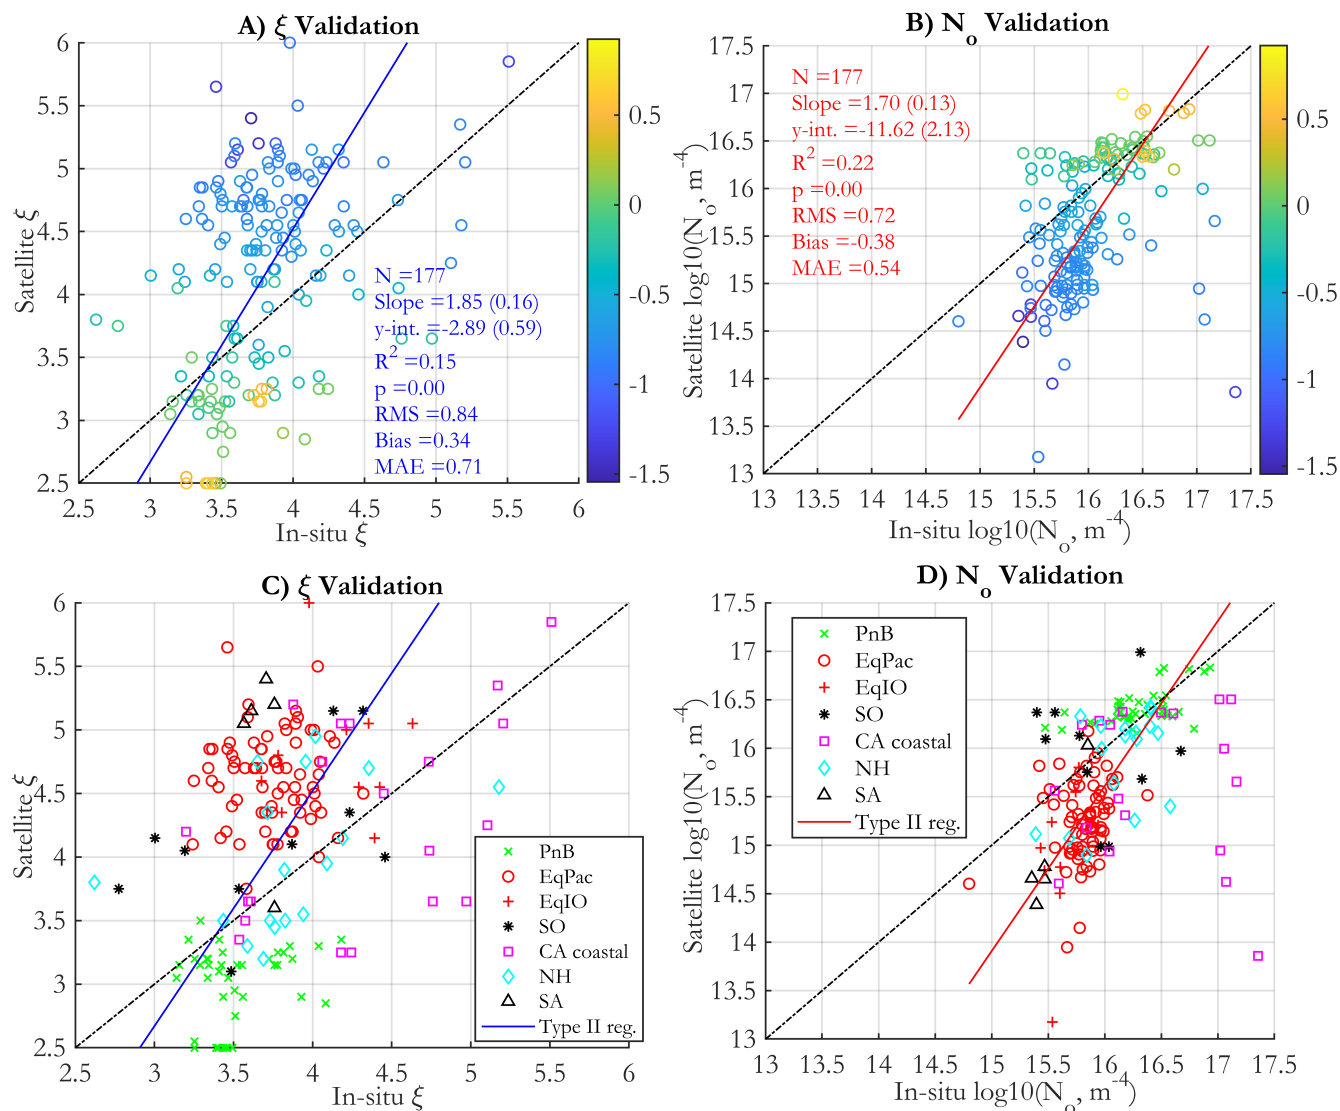 A) ξ Validation
6
5.5
5
4.5
4
3.5
3
2.5
Satellite ξ
2.5 3 3.5 4 4.5 5 5.5 6
In-situ ξ
N =177
Slope =1.85 (0.16)
y-int. =-2.89 (0.59)
R² =0.15
p =0.00
RMS =0.84
Bias =0.34
MAE =0.71
0.5
0
-0.5
-1
-1.5
B) Nₒ Validation
17.5
17
16.5
16
15.5
15
14.5
14
13.5
13
Satellite log10(Nₒ, m⁻⁴)
13 13.5 14 14.5 15 15.5 16 16.5 17 17.5
In-situ log10(Nₒ, m⁻⁴)
N =177
Slope =1.70 (0.13)
y-int. =-11.62 (2.13)
R² =0.22
p =0.00
RMS =0.72
Bias =-0.38
MAE =0.54
0.5
0
-0.5
-1
-1.5
C) ξ Validation
6
5.5
5
4.5
4
3.5
3
2.5
Satellite ξ
2.5 3 3.5 4 4.5 5 5.5 6
In-situ ξ
PnB
EqPac
EqIO
SO
CA coastal
NH
SA
Type II reg.
D) Nₒ Validation
17.5
17
16.5
16
15.5
15
14.5
14
13.5
13
Satellite log10(Nₒ, m⁻⁴)
13 13.5 14 14.5 15 15.5 16 16.5 17 17.5
In-situ log10(Nₒ, m⁻⁴)
PnB
EqPac
EqIO
SO
CA coastal
NH
SA
Type II reg.